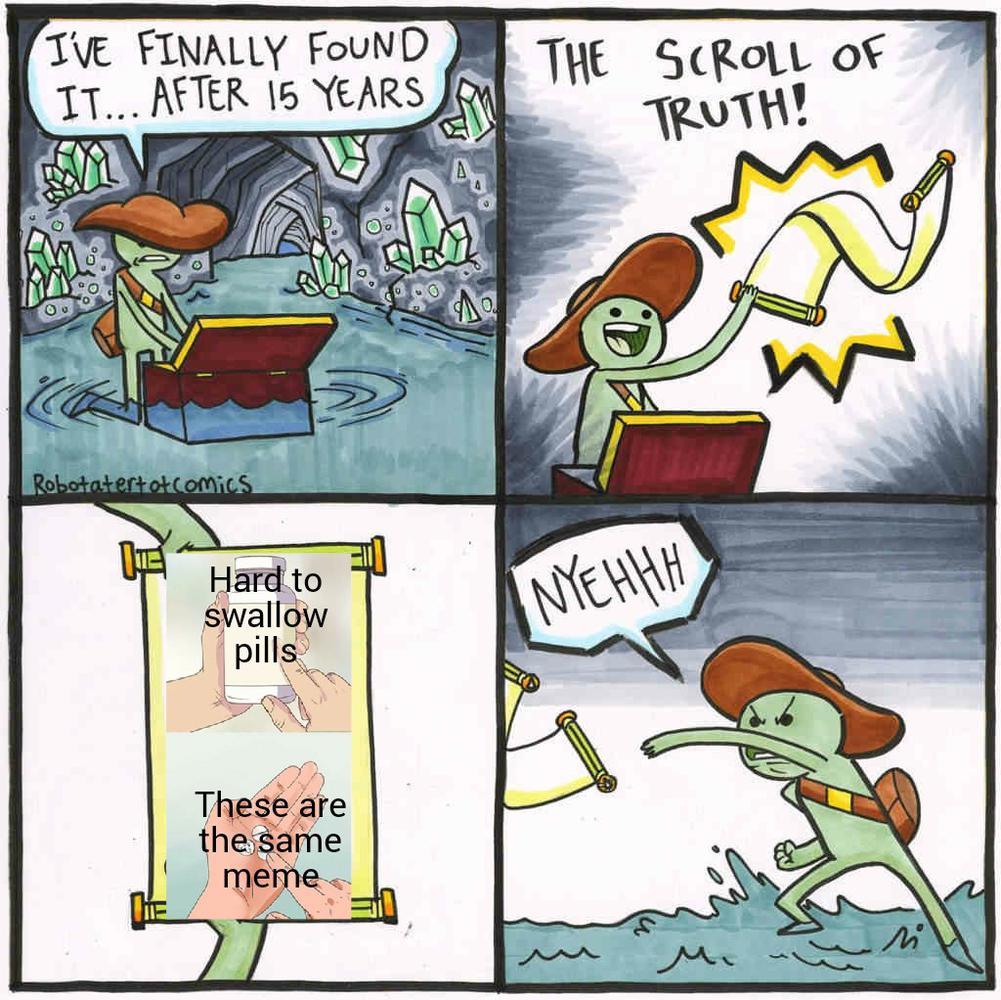 I'VE FINALLY FOUND
IT... AFTER 15 YEARS
Robotatertotcomics
THE SCROLL OF
TRUTH!
Hard to
swallow
pills
These are
the same
meme
NYEHHH